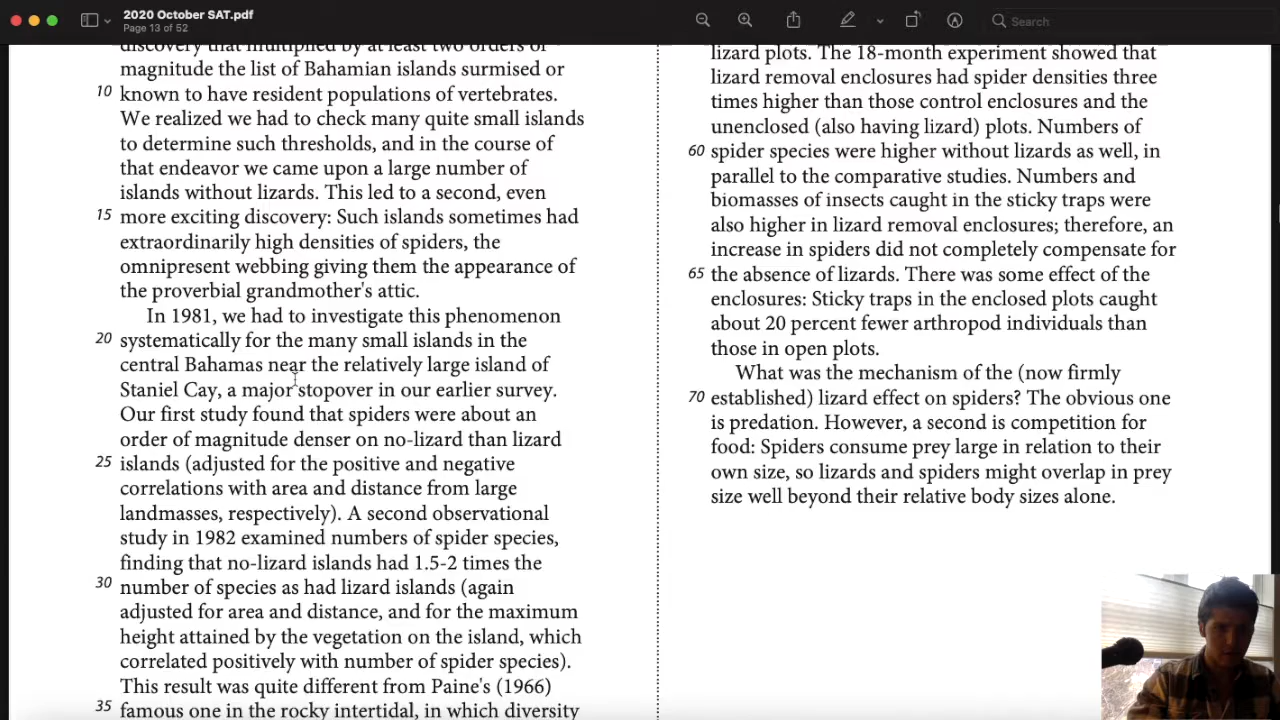 2020 October SAT.pdf
Page 13 of 52
Search
discovery that multiplied by at least two orders of
magnitude the list of Bahamian islands surmised or
10 known to have resident populations of vertebrates.
We realized we had to check many quite small islands
to determine such thresholds, and in the course of
that endeavor we came upon a large number of
islands without lizards. This led to a second, even
15 more exciting discovery: Such islands sometimes had
extraordinarily high densities of spiders, the
omnipresent webbing giving them the appearance of
the proverbial grandmother's attic.
In 1981, we had to investigate this phenomenon
20 systematically for the many small islands in the
central Bahamas near the relatively large island of
Staniel Cay, a major stopover in our earlier survey.
Our first study found that spiders were about an
order of magnitude denser on no-lizard than lizard
25 islands (adjusted for the positive and negative
correlations with area and distance from large
landmasses, respectively). A second observational
study in 1982 examined numbers of spider species,
finding that no-lizard islands had 1.5-2 times the
30 number of species as had lizard islands (again
adjusted for area and distance, and for the maximum
height attained by the vegetation on the island, which
correlated positively with number of spider species).
This result was quite different from Paine's (1966)
35 famous one in the rocky intertidal, in which diversity
lizard plots. The 18-month experiment showed that
lizard removal enclosures had spider densities three
times higher than those control enclosures and the
unenclosed (also having lizard) plots. Numbers of
60 spider species were higher without lizards as well, in
parallel to the comparative studies. Numbers and
biomasses of insects caught in the sticky traps were
also higher in lizard removal enclosures; therefore, an
increase in spiders did not completely compensate for
65 the absence of lizards. There was some effect of the
enclosures: Sticky traps in the enclosed plots caught
about 20 percent fewer arthropod individuals than
those in open plots.
What was the mechanism of the (now firmly
70 established) lizard effect on spiders? The obvious one
is predation. However, a second is competition for
food: Spiders consume prey large in relation to their
own size, so lizards and spiders might overlap in prey
size well beyond their relative body sizes alone.